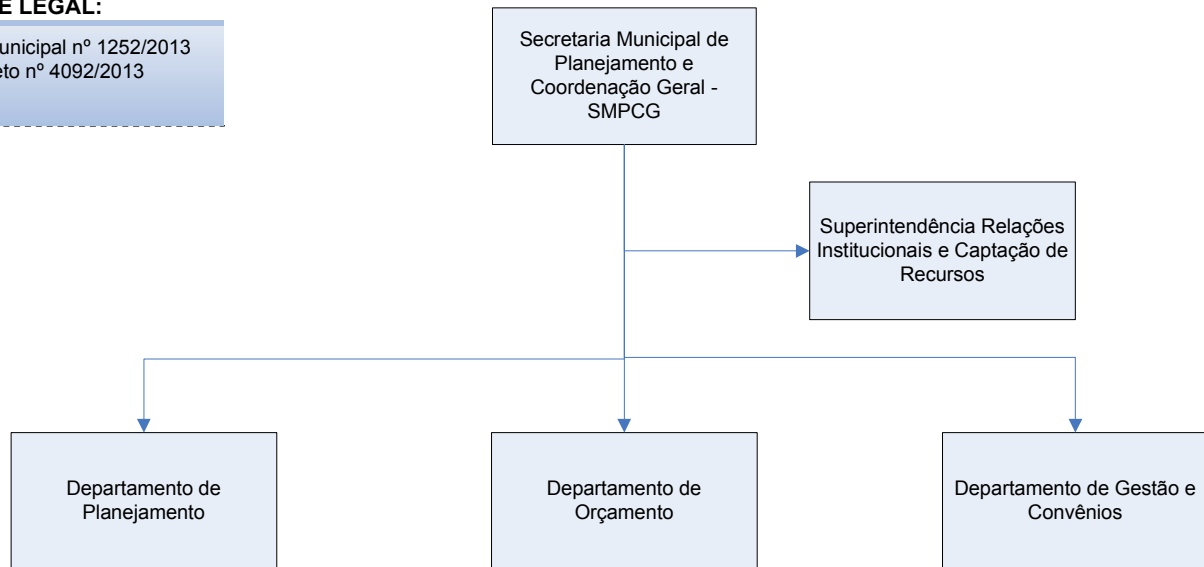 E LEGAL:
unicipal nº 1252/2013
eto nº 4092/2013
Secretaria Municipal de
Planejamento e
Coordenação Geral -
SMPCG
Superintendência Relações
Institucionais e Captação de
Recursos
Departamento de
Planejamento
Departamento de
Orçamento
Departamento de Gestão e
Convênios